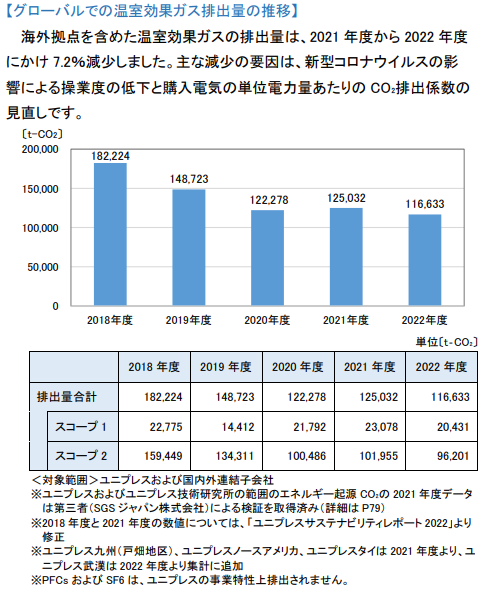 【グローバルでの温室効果ガス排出量の推移】
海外拠点を含めた温室効果ガスの排出量は、2021 年度から 2022 年度
にかけ 7.2%減少しました。主な減少の要因は、新型コロナウイルスの影
響による操業度の低下と購入電気の単位電力量あたりの CO₂排出係数の
見直しです。
〔t-CO₂〕
200,000
150,000
100,000
50,000
0
182,224
148,723
122,278
125,032
116,633
2018年度 2019年度 2020年度 2021年度 2022年度
単位〔t-CO₂〕
2018 年度 2019 年度 2020 年度 2021 年度 2022 年度
排出量合計 182,224 148,723 122,278 125,032 116,633
スコープ 1 22,775 14,412 21,792 23,078 20,431
スコープ 2 159,449 134,311 100,486 101,955 96,201
<対象範囲>ユニプレスおよび国内外連結子会社
※ユニプレスおよびユニプレス技術研究所の範囲のエネルギー起源 CO₂の 2021 年度データ
は第三者(SGS ジャパン株式会社)による検証を取得済み(詳細は P79)
※2018 年度と 2021 年度の数値については、「ユニプレスサステナビリティレポート 2022」より
修正
※ユニプレス九州(戸畑地区)、ユニプレスノースアメリカ、ユニプレスタイは 2021 年度より、ユ
ニプレス武漢は 2022 年度より集計に追加
※PFCs および SF6 は、ユニプレスの事業特性上排出されません。